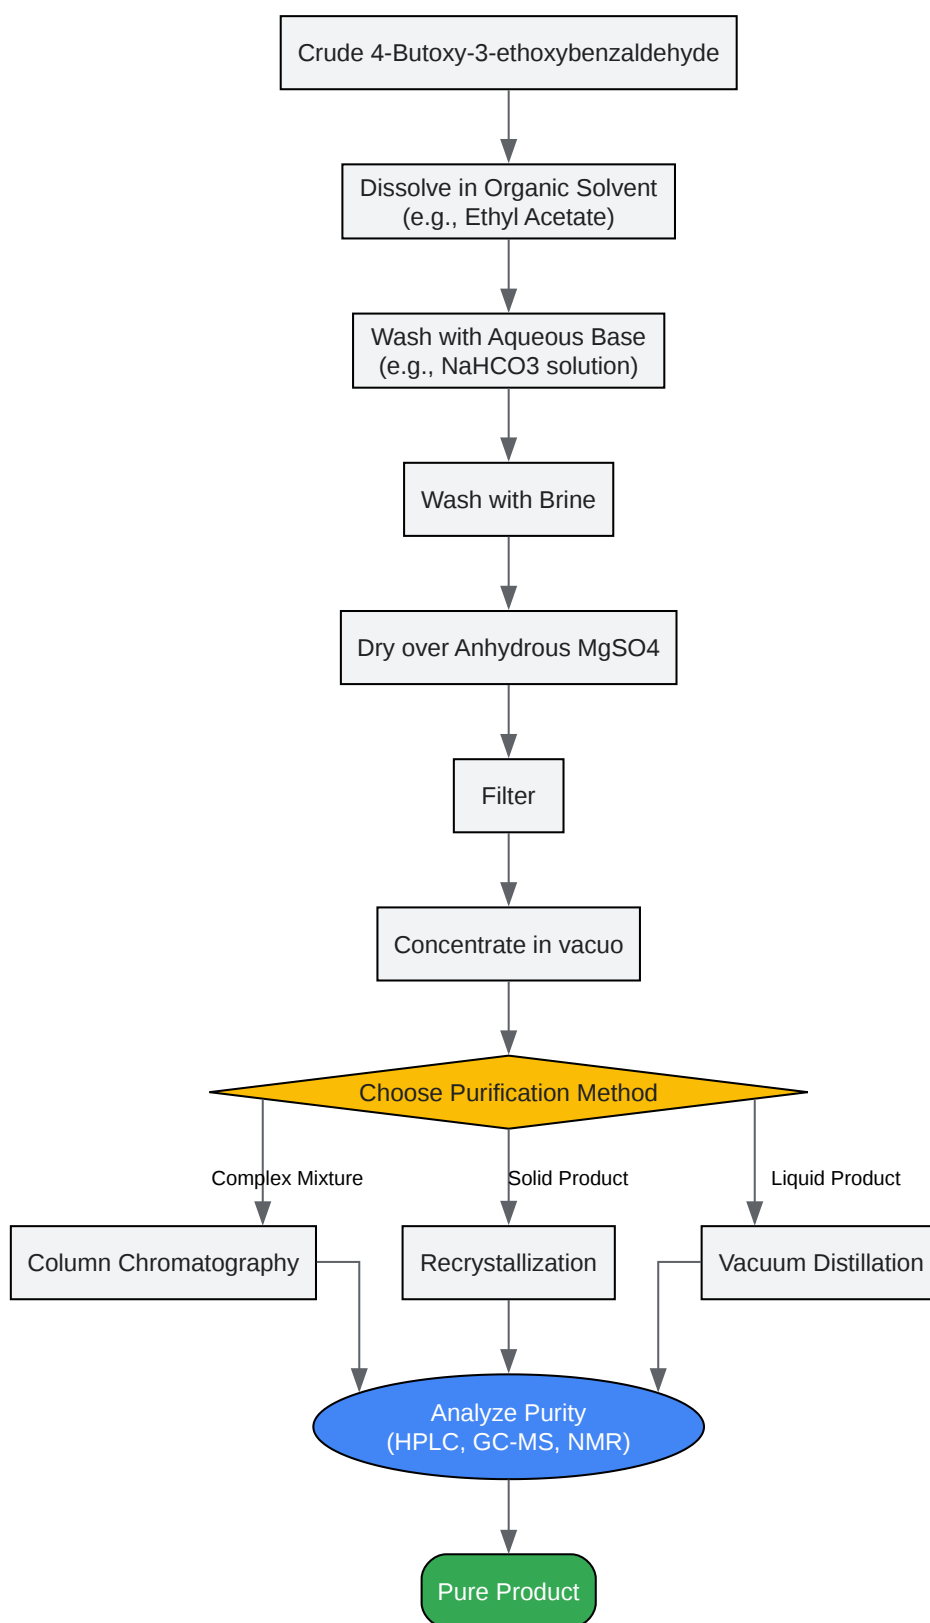 Crude 4-Butoxy-3-ethoxybenzaldehyde
Dissolve in Organic Solvent
(e.g., Ethyl Acetate)
Wash with Aqueous Base
(e.g., NaHCO3 solution)
Wash with Brine
Dry over Anhydrous MgSO4
Filter
Concentrate in vacuo
Choose Purification Method
Complex Mixture
Solid Product
Liquid Product
Column Chromatography
Recrystallization
Vacuum Distillation
Analyze Purity
(HPLC, GC-MS, NMR)
Pure Product